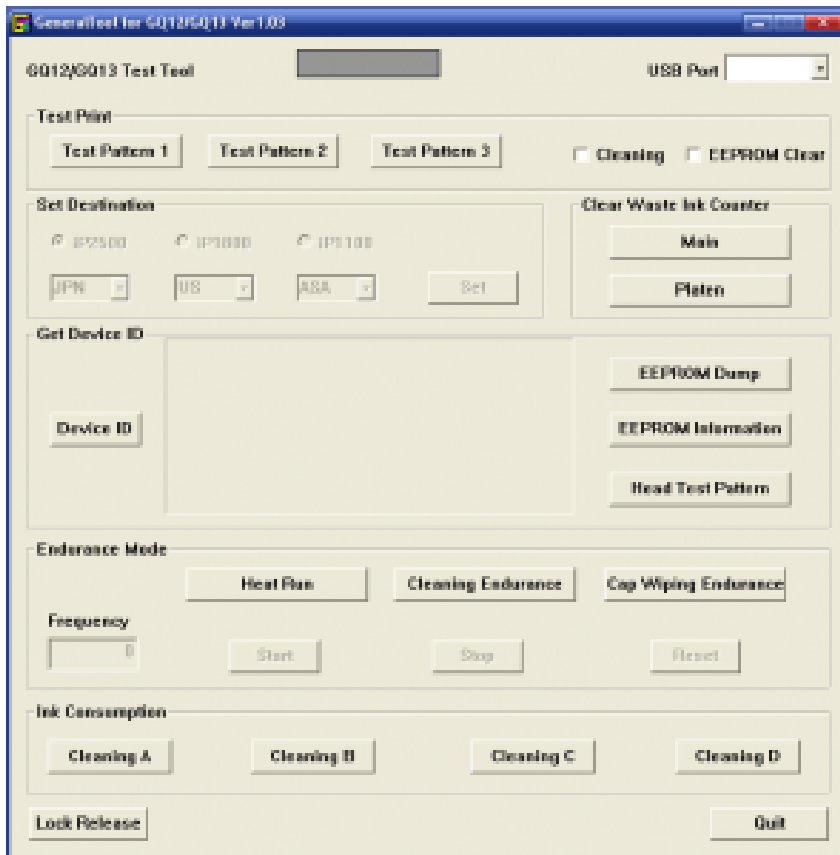 GeneralTool for GQ12/GQ13 Ver1.03
GQ12/GQ13 Test Tool
USB Port
Test Print
Test Pattern 1 Test Pattern 2 Test Pattern 3 Cleaning EEPROM Clear
Set Destination
iP2500 iP1800 iP1100
JPN US ASA Set
Clear Waste Ink Counter
Main
Platen
Get Device ID
Device ID
EEPROM Dump
EEPROM Information
Head Test Pattern
Endurance Mode
Heat Run Cleaning Endurance Cap Wiping Endurance
Frequency
0 Start Stop Reset
Ink Consumption
Cleaning A Cleaning B Cleaning C Cleaning D
Lock Release Quit